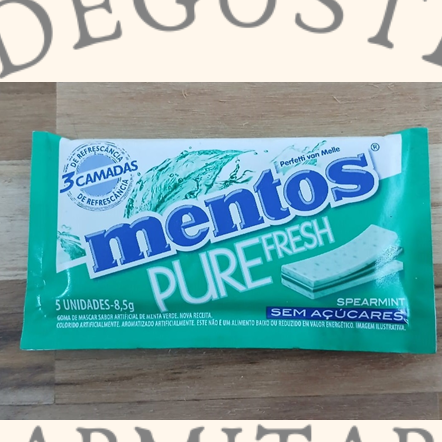 DEGUSTI
3 CAMADAS
DE REFRESCÂNCIA
DE REFRESCÂNCIA
Perfetti van Melle
mentos®
PURE FRESH
5 UNIDADES-8,5g
SPEARMINT
SEM AÇÚCARES
GOMA DE MASCAR SABOR ARTIFICIAL DE MENTA VERDE. NOVA RECEITA.
COLORIDO ARTIFICIALMENTE. AROMATIZADO ARTIFICIALMENTE. ESTE NÃO É UM ALIMENTO BAIXO OU REDUZIDO EM VALOR ENERGÉTICO. IMAGEM ILUSTRATIVA.